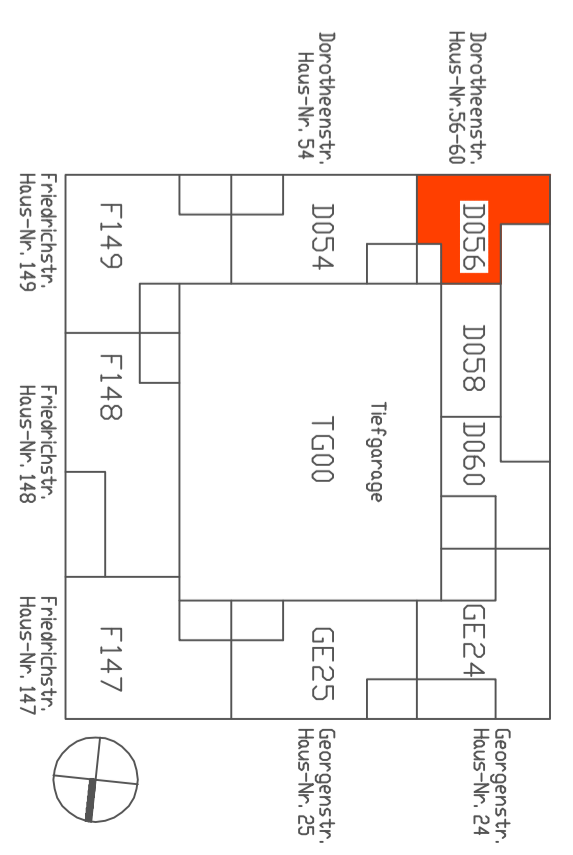 Dorotheenstr.
Haus-Nr.56-60
Dorotheenstr.
Haus-Nr. 54
D056
D054
F149
Friedrichstr.
Haus-Nr. 149
D058
F148
Friedrichstr.
Haus-Nr. 148
D060
Tiefgarage
TG00
GE24
GE25
F147
Friedrichstr.
Haus-Nr. 147
Georgenstr.
Haus-Nr. 24
Georgenstr.
Haus-Nr. 25